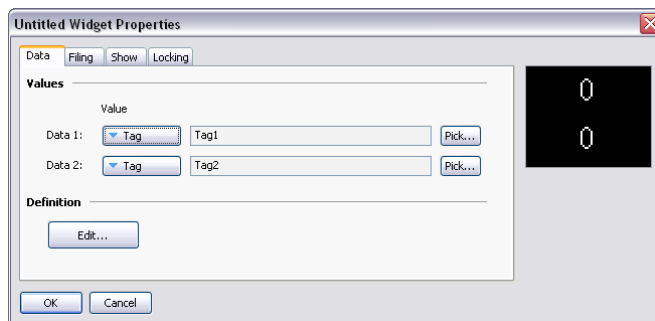 Untitled Widget Properties
Data Filing Show Locking
Values
Value
Data 1: Tag Tag1 Pick...
Data 2: Tag Tag2 Pick...
Definition
Edit...
OK Cancel
0
0